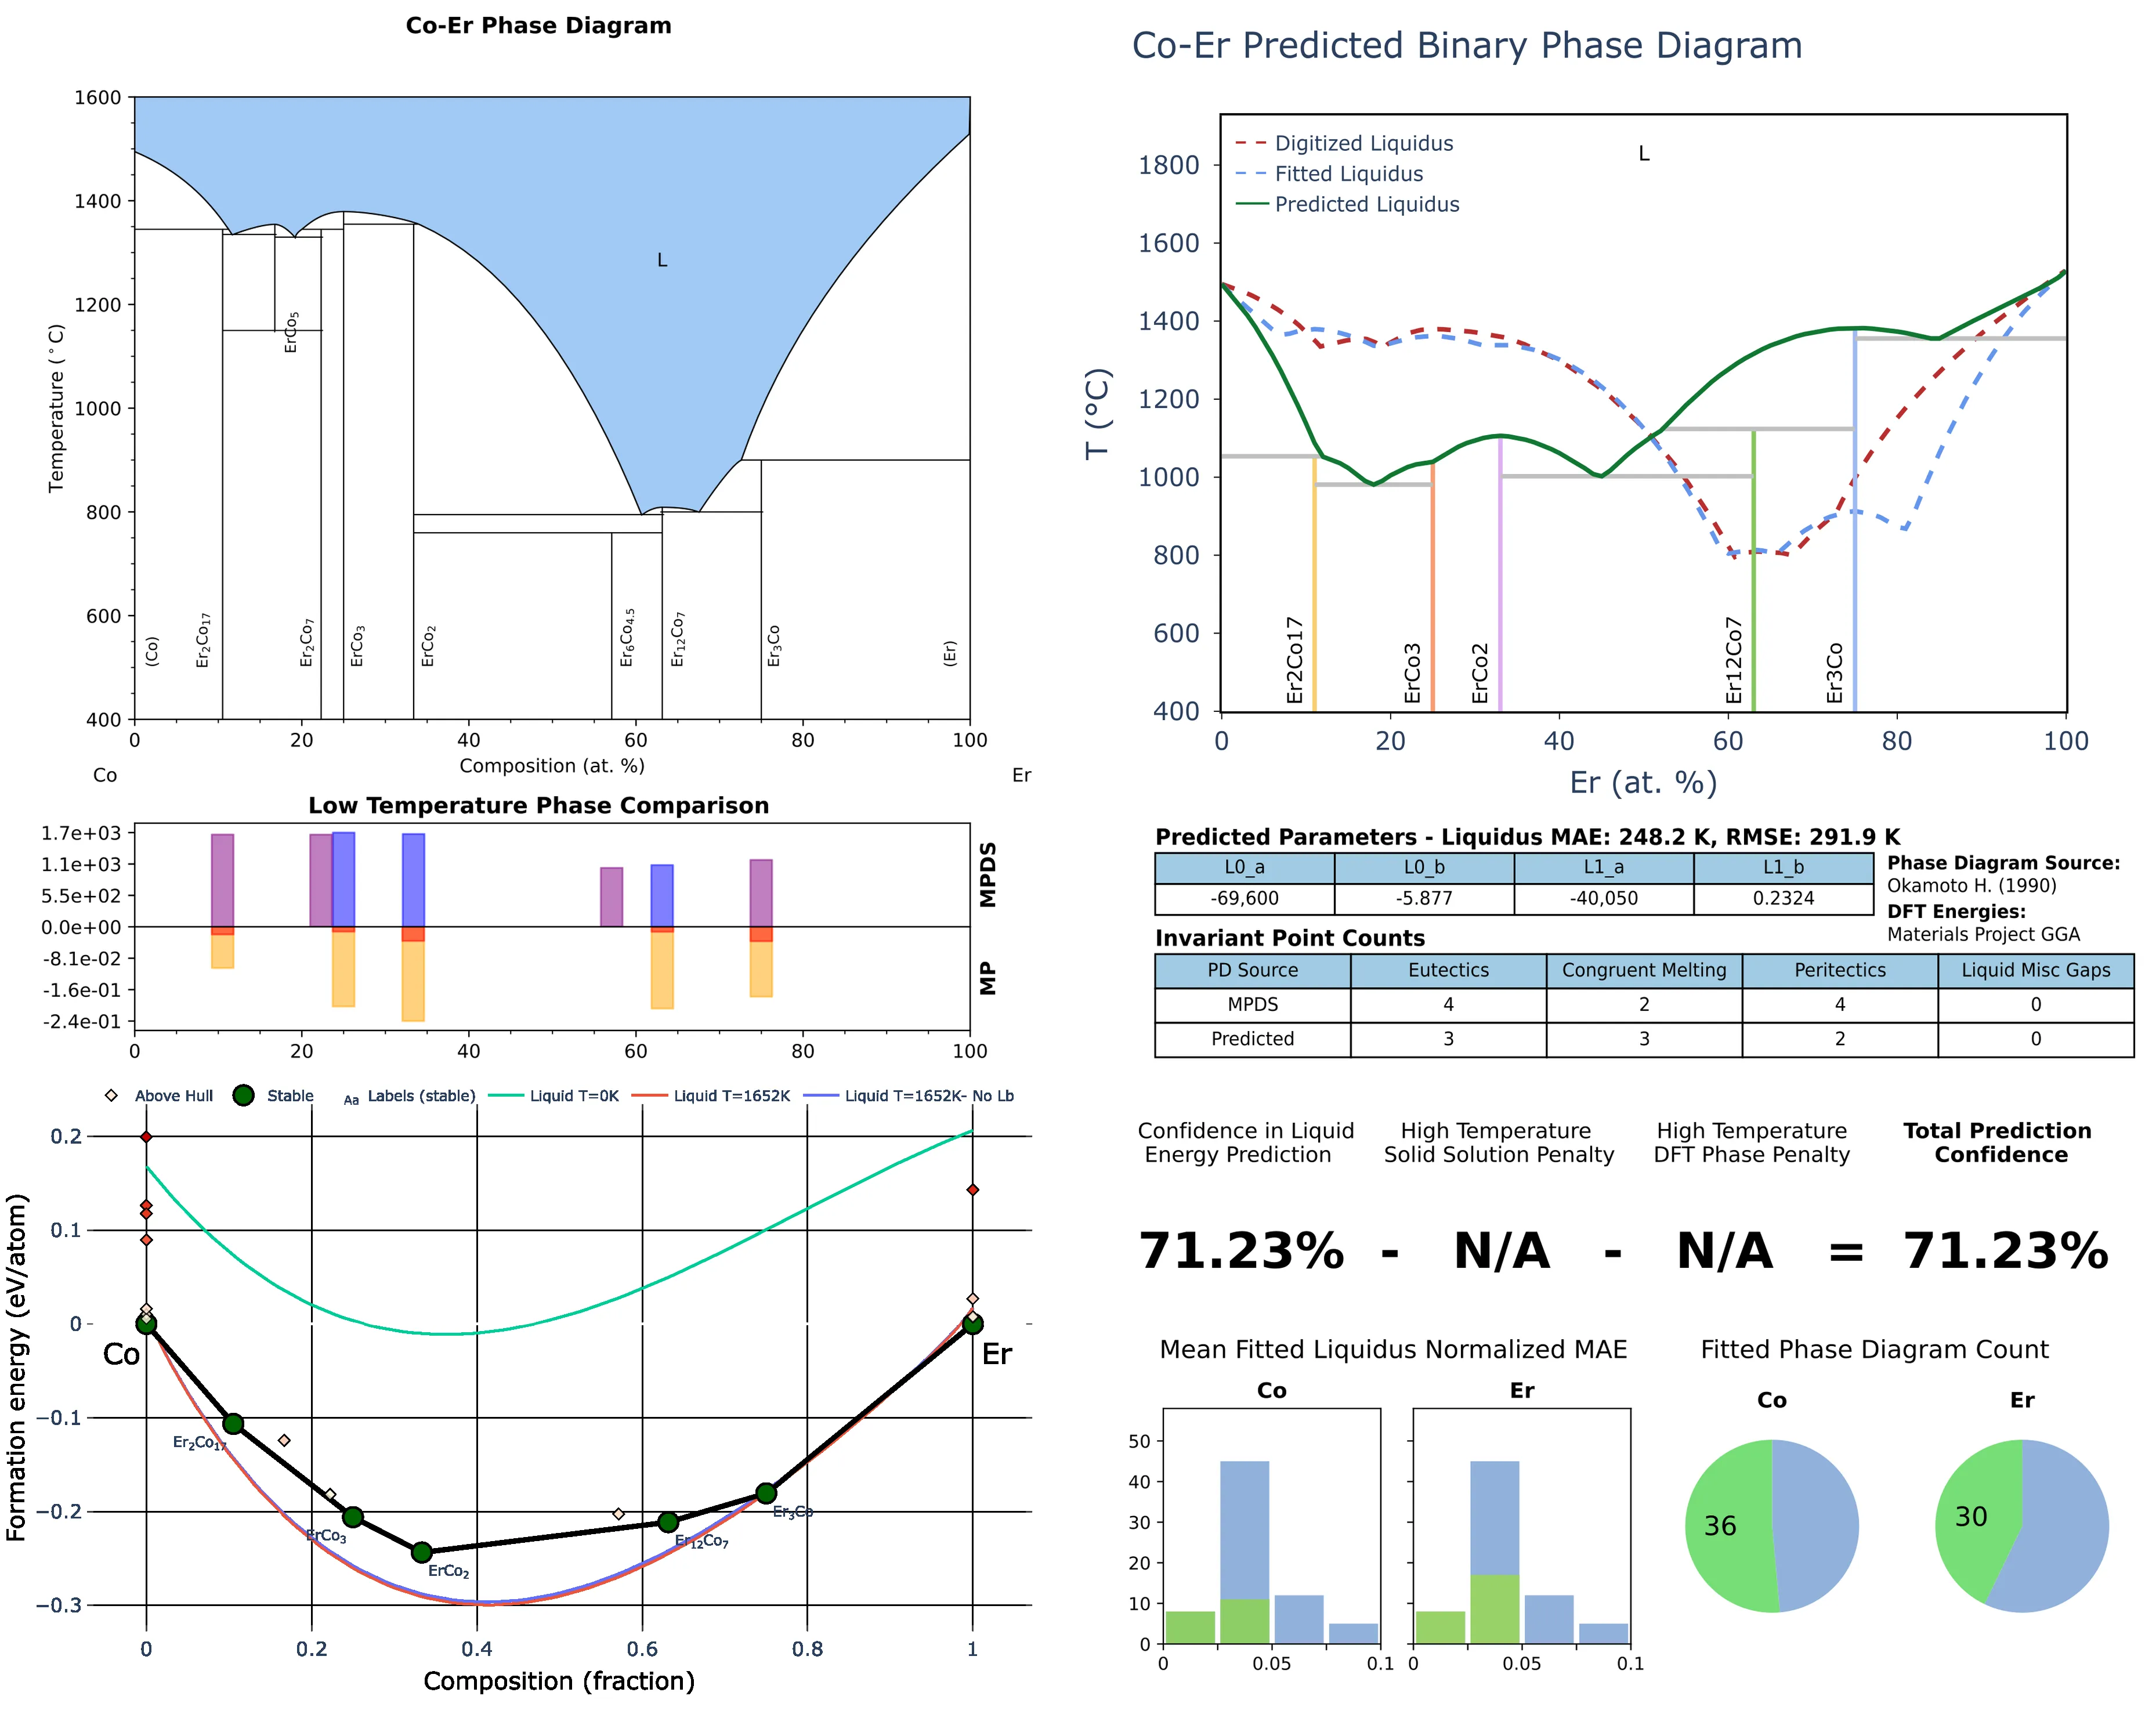 Co-Er Phase Diagram
1600
1400
1200
1000
800
600
400
Temperature (°C)
L
ErCo5
(Co)
Er2Co17
Er2Co7
ErCo3
ErCo2
Er6Co4.5
Er12Co7
Er3Co
(Er)
0 20 40 60 80 100
Composition (at. %)
Co Er
Low Temperature Phase Comparison
1.7e+03
1.1e+03
5.5e+02
0.0e+00
-8.1e-02
-1.6e-01
-2.4e-01
MPDS
MP
0 20 40 60 80 100
Above Hull Stable Aa Labels (stable) Liquid T=0K Liquid T=1652K Liquid T=1652K- No Lb
0.2
0.1
0
−0.1
−0.2
−0.3
Formation energy (eV/atom)
Co
Er
Er2Co17
ErCo3
ErCo2
Er12Co7
Er3Co
0 0.2 0.4 0.6 0.8 1
Composition (fraction)
Co-Er Predicted Binary Phase Diagram
Digitized Liquidus
Fitted Liquidus
Predicted Liquidus
L
1800
1600
1400
1200
1000
800
600
400
T (°C)
Er2Co17
ErCo3
ErCo2
Er12Co7
Er3Co
0 20 40 60 80 100
Er (at. %)
Predicted Parameters - Liquidus MAE: 248.2 K, RMSE: 291.9 K
L0_a L0_b L1_a L1_b
-69,600 -5.877 -40,050 0.2324
Phase Diagram Source:
Okamoto H. (1990)
DFT Energies:
Materials Project GGA
Invariant Point Counts
PD Source Eutectics Congruent Melting Peritectics Liquid Misc Gaps
MPDS 4 2 4 0
Predicted 3 3 2 0
Confidence in Liquid
Energy Prediction
High Temperature
Solid Solution Penalty
High Temperature
DFT Phase Penalty
Total Prediction
Confidence
71.23% - N/A - N/A = 71.23%
Mean Fitted Liquidus Normalized MAE
Co
Er
50
40
30
20
10
0
0 0.05 0.1
0 0.05 0.1
Fitted Phase Diagram Count
Co
Er
36
30